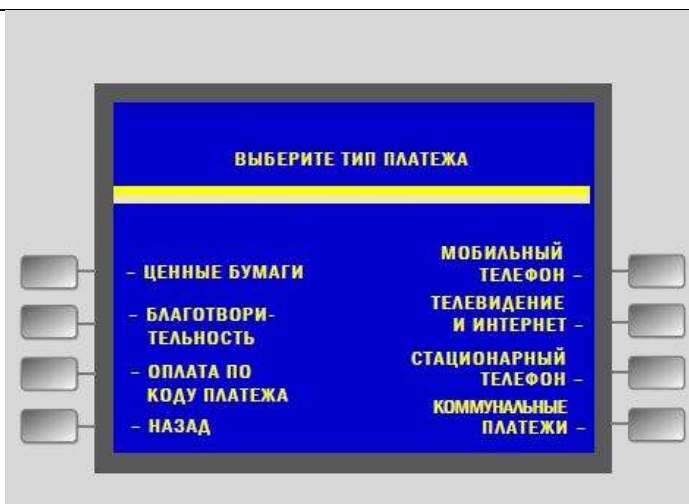 ВЫБЕРИТЕ ТИП ПЛАТЕЖА
– ЦЕННЫЕ БУМАГИ
– БЛАГОТВОРИ-
ТЕЛЬНОСТЬ
– ОПЛАТА ПО
КОДУ ПЛАТЕЖА
– НАЗАД
МОБИЛЬНЫЙ
ТЕЛЕФОН –
ТЕЛЕВИДЕНИЕ
И ИНТЕРНЕТ –
СТАЦИОНАРНЫЙ
ТЕЛЕФОН –
КОММУНАЛЬНЫЕ
ПЛАТЕЖИ –